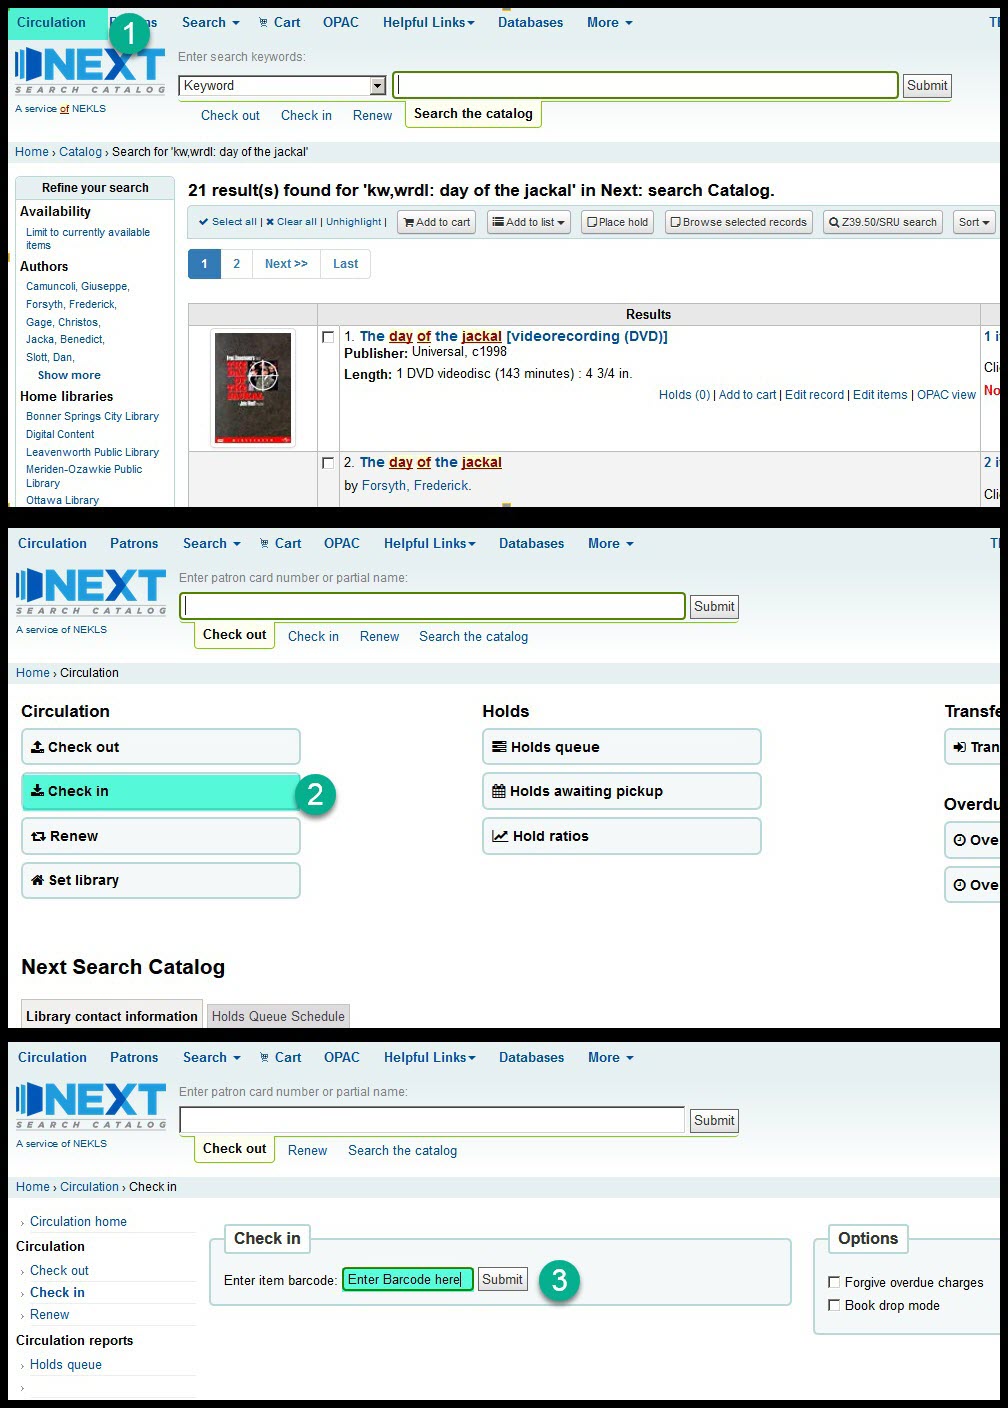 Circulation ns Search Cart OPAC Helpful Links Databases More
1
Enter search keywords:
NEXT
SEARCH CATALOG
A service of NEKLS
Keyword Submit
Check out Check in Renew Search the catalog
Home › Catalog › Search for 'kw,wrdl: day of the jackal'
Refine your search
Availability
Limit to currently available
items
Authors
Camuncoli, Giuseppe,
Forsyth, Frederick,
Gage, Christos,
Jacka, Benedict,
Slott, Dan,
Show more
Home libraries
Bonner Springs City Library
Digital Content
Leavenworth Public Library
Meriden-Ozawkie Public
Library
Ottawa Library
21 result(s) found for 'kw,wrdl: day of the jackal' in Next: search Catalog.
Select all | Clear all | Unhighlight | Add to cart Add to list Place hold Browse selected records Z39.50/SRU search Sort
1 2 Next >> Last
Results
1. The day of the jackal [videorecording (DVD)] 1 i
Publisher: Universal, c1998
Cli
Length: 1 DVD videodisc (143 minutes) : 4 3/4 in.
No
Holds (0) | Add to cart | Edit record | Edit items | OPAC view
2. The day of the jackal 2 i
by Forsyth, Frederick.
Cli
Circulation Patrons Search Cart OPAC Helpful Links Databases More
NEXT
SEARCH CATALOG
A service of NEKLS
Enter patron card number or partial name:
Submit
Check out Check in Renew Search the catalog
Home › Circulation
Circulation
Check out
Check in
2
Renew
Set library
Holds
Holds queue
Holds awaiting pickup
Hold ratios
Transfe
Tran
Overdu
Ove
Ove
Next Search Catalog
Library contact information Holds Queue Schedule
Circulation Patrons Search Cart OPAC Helpful Links Databases More
NEXT
SEARCH CATALOG
A service of NEKLS
Enter patron card number or partial name:
Submit
Check out Renew Search the catalog
Home › Circulation › Check in
› Circulation home
Circulation
› Check out
› Check in
› Renew
Circulation reports
› Holds queue
›
Check in
Enter item barcode: Enter Barcode here Submit
3
Options
Forgive overdue charges
Book drop mode